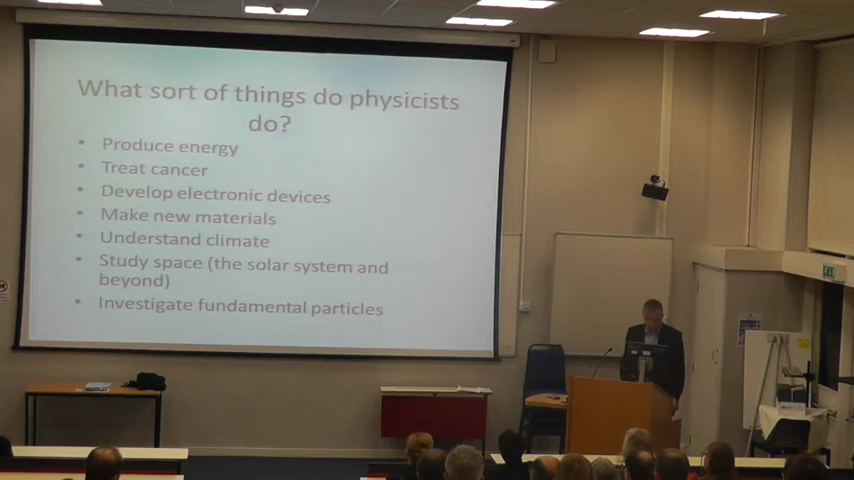 What sort of things do physicists
do?
• Produce energy
• Treat cancer
• Develop electronic devices
• Make new materials
• Understand climate
• Study space (the solar system and
beyond)
• Investigate fundamental particles